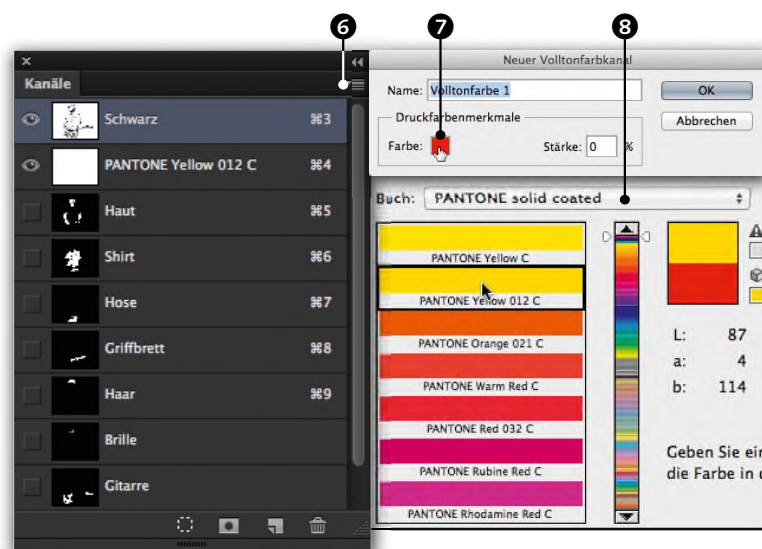 6 7 8
Kanäle
Schwarz ⌘3
PANTONE Yellow 012 C ⌘4
Haut ⌘5
Shirt ⌘6
Hose ⌘7
Griffbrett ⌘8
Haar ⌘9
Brille
Gitarre
Neuer Volltonfarbkanal
Name: Volltonfarbe 1
OK
Druckfarbenmerkmale
Abbrechen
Farbe: Stärke: 0 %
Buch: PANTONE solid coated
PANTONE Yellow C
PANTONE Yellow 012 C
PANTONE Orange 021 C
PANTONE Warm Red C
PANTONE Red 032 C
PANTONE Rubine Red C
PANTONE Rhodamine Red C
L: 87
a: 4
b: 114
Geben Sie
die Farbe in